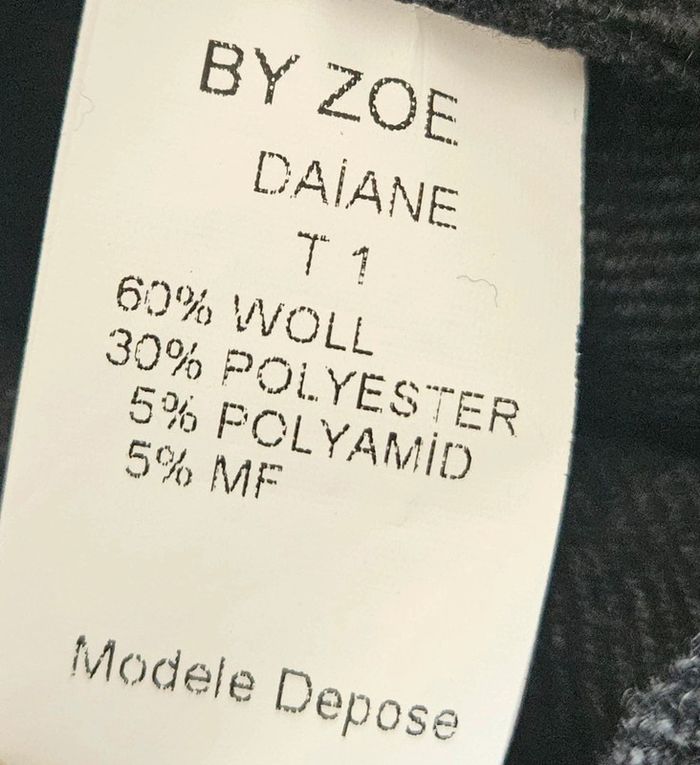 BY ZOE
DAİANE
T 1
60% WOLL
30% POLYESTER
5% POLYAMİD
5% MF
Modele Depose